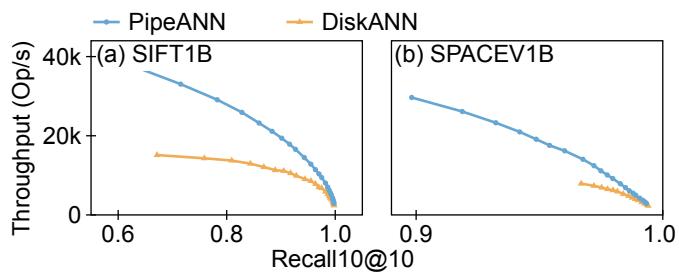 PipeANN DiskANN
(a) SIFT1B (b) SPACEV1B
Throughput (Op/s)
40k
20k
0
0.6 0.8 1.0 0.9 1.0
Recall10@10